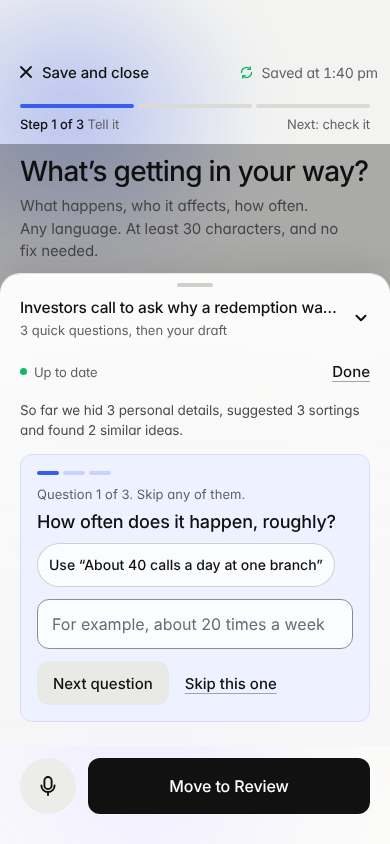 Save and close
Saved at 1:40 pm
Step 1 of 3 Tell it
Next: check it
What’s getting in your way?
What happens, who it affects, how often.
Any language. At least 30 characters, and no
fix needed.
Investors call to ask why a redemption wa...
3 quick questions, then your draft
Up to date
Done
So far we hid 3 personal details, suggested 3 sortings
and found 2 similar ideas.
Question 1 of 3. Skip any of them.
How often does it happen, roughly?
Use “About 40 calls a day at one branch”
For example, about 20 times a week
Next question
Skip this one
Move to Review